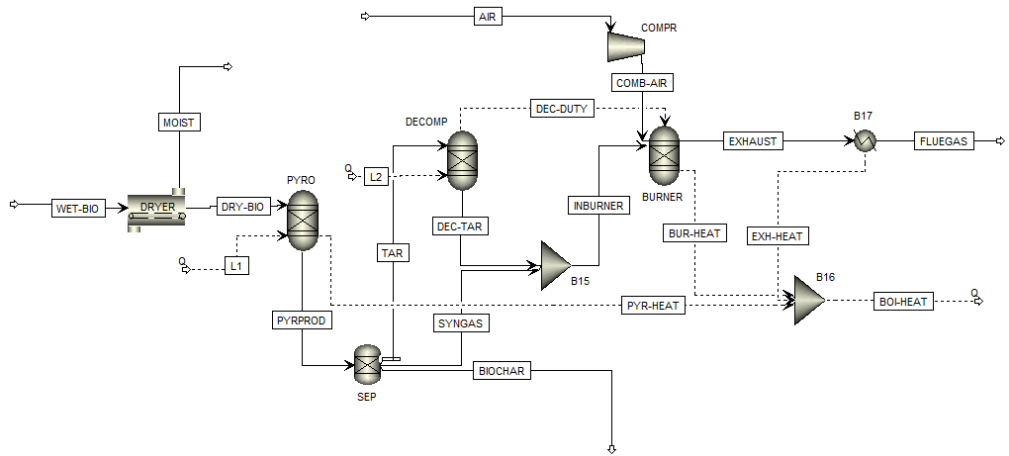 AIR
COMPR
COMB-AIR
MOIST
DECOMP
DEC-DUTY
B17
EXHAUST
FLUEGAS
BURNER
Q
L2
PYRO
WET-BIO
DRYER
DRY-BIO
INBURNER
DEC-TAR
BUR-HEAT
EXH-HEAT
TAR
Q
L1
B15
B16
Q
BOI-HEAT
PYR-HEAT
PYRPROD
SYNGAS
BIOCHAR
SEP